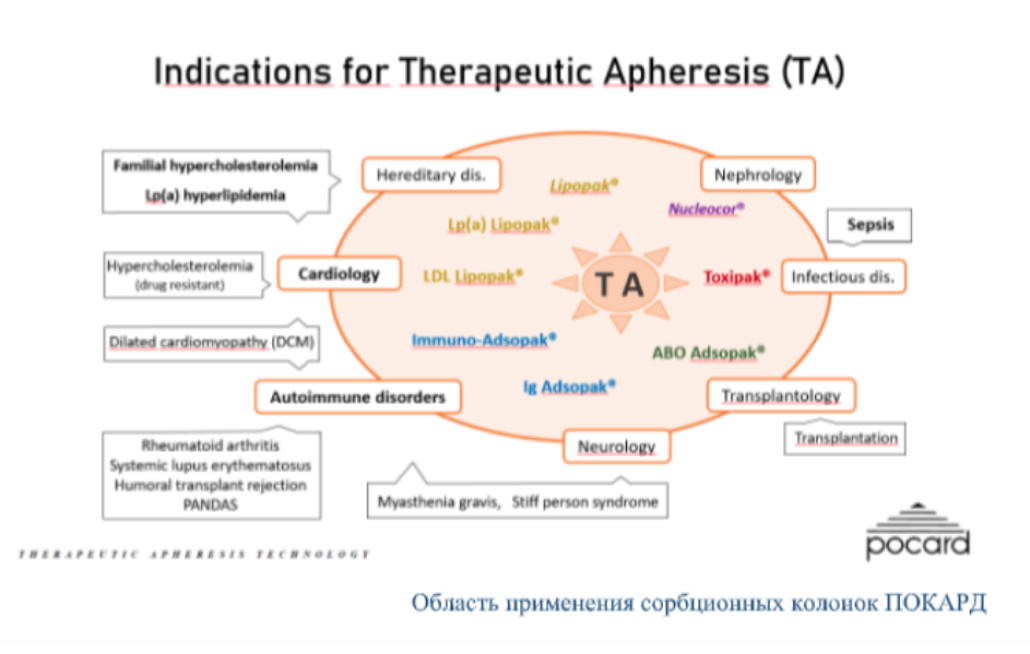 Indications for Therapeutic Apheresis (TA)
Familial hypercholesterolemia
Lp(a) hyperlipidemia
Hereditary dis.
Lipopak®
Nephrology
Nucleocor®
Sepsis
Lp(a) Lipopak®
Hypercholesterolemia
(drug resistant)
Cardiology
LDL Lipopak®
T A
Toxipak®
Infectious dis.
Dilated cardiomyopathy (DCM)
Immuno-Adsopak®
ABO Adsopak®
Autoimmune disorders
Ig Adsopak®
Transplantology
Transplantation
Rheumatoid arthritis
Systemic lupus erythematosus
Humoral transplant rejection
PANDAS
Neurology
Myasthenia gravis, Stiff person syndrome
THERAPEUTIC APHERESIS TECHNOLOGY
pocard
Область применения сорбционных колонок ПОКАРД